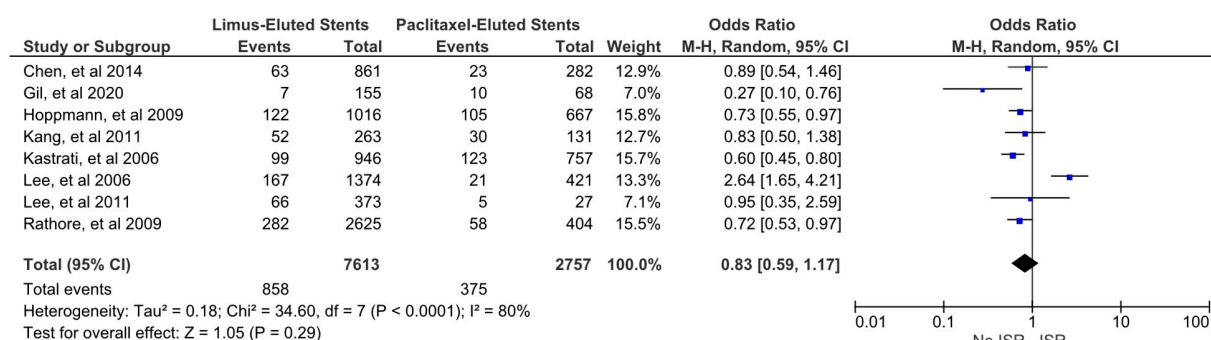 Limus-Eluted Stents Paclitaxel-Eluted Stents Odds Ratio Odds Ratio
Study or Subgroup Events Total Events Total Weight M-H, Random, 95% CI M-H, Random, 95% CI
Chen, et al 2014 63 861 23 282 12.9% 0.89 [0.54, 1.46]
Gil, et al 2020 7 155 10 68 7.0% 0.27 [0.10, 0.76]
Hoppmann, et al 2009 122 1016 105 667 15.8% 0.73 [0.55, 0.97]
Kang, et al 2011 52 263 30 131 12.7% 0.83 [0.50, 1.38]
Kastrati, et al 2006 99 946 123 757 15.7% 0.60 [0.45, 0.80]
Lee, et al 2006 167 1374 21 421 13.3% 2.64 [1.65, 4.21]
Lee, et al 2011 66 373 5 27 7.1% 0.95 [0.35, 2.59]
Rathore, et al 2009 282 2625 58 404 15.5% 0.72 [0.53, 0.97]
Total (95% CI) 7613 2757 100.0% 0.83 [0.59, 1.17]
Total events 858 375
Heterogeneity: Tau² = 0.18; Chi² = 34.60, df = 7 (P < 0.0001); I² = 80%
Test for overall effect: Z = 1.05 (P = 0.29)
0.01 0.1 1 10 100
No ISR ISR